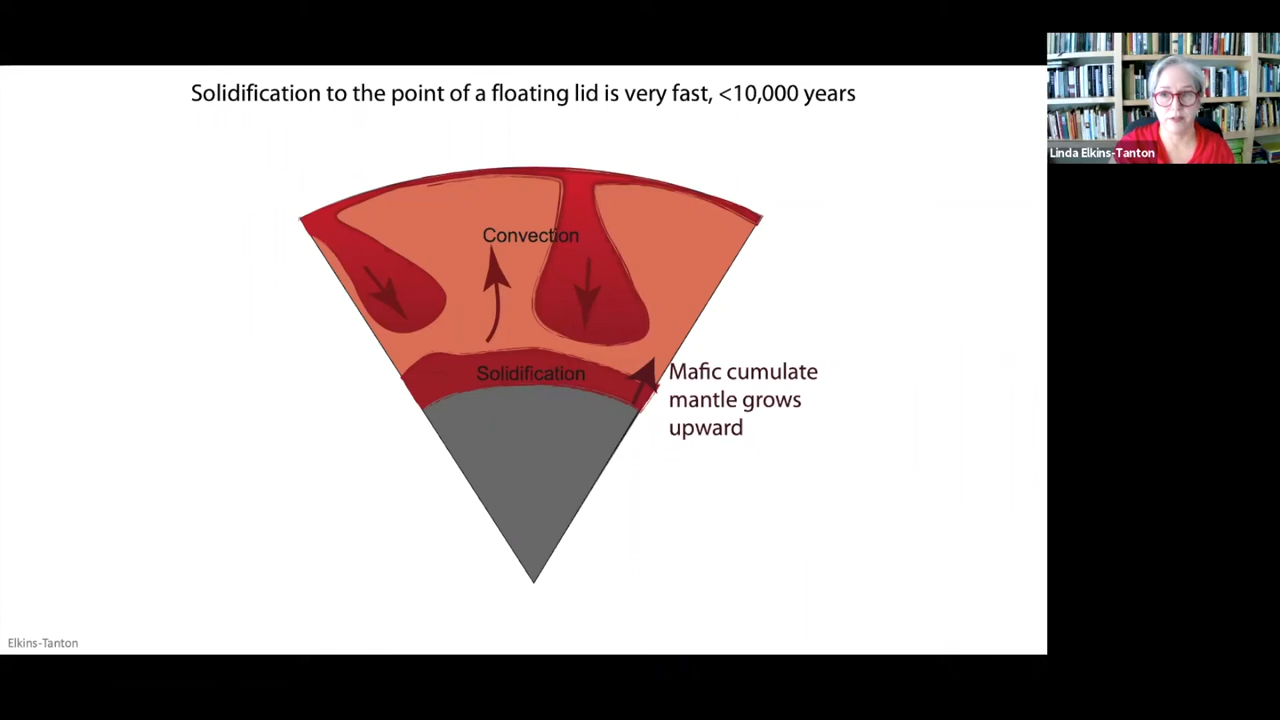 Solidification to the point of a floating lid is very fast, <10,000 years
Linda Elkins-Tanton
Convection
Solidification
Mafic cumulate
mantle grows
upward
Elkins-Tanton